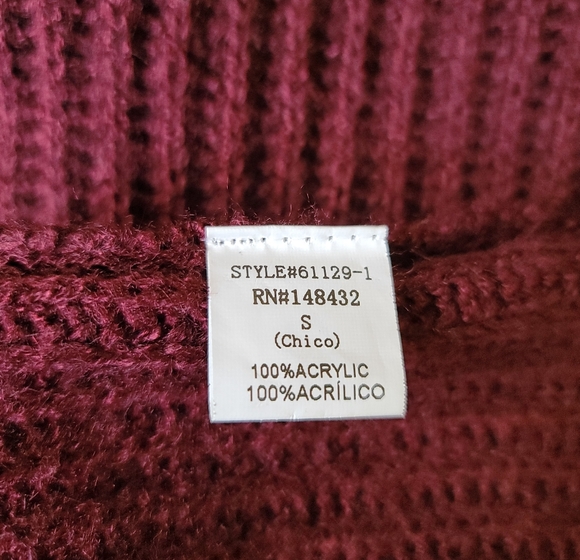 STYLE#61129-1
RN#148432
S
(Chico)
100%ACRYLIC
100%ACRÍLICO